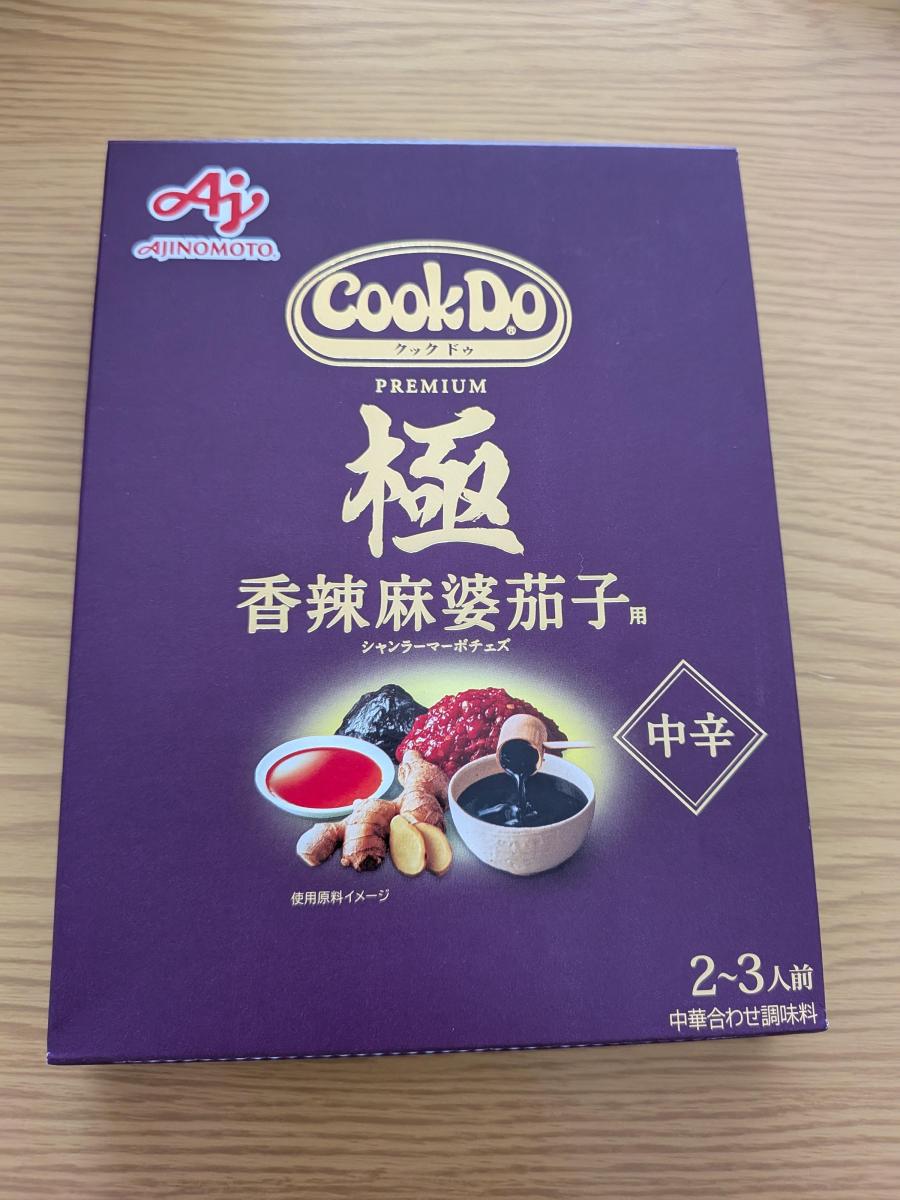 Aj
AJINOMOTO®
CookDo®
クックドゥ
PREMIUM
極
香辣麻婆茄子用
シャンラーマーボチェズ
中辛
使用原料イメージ
2~3人前
中華合わせ調味料